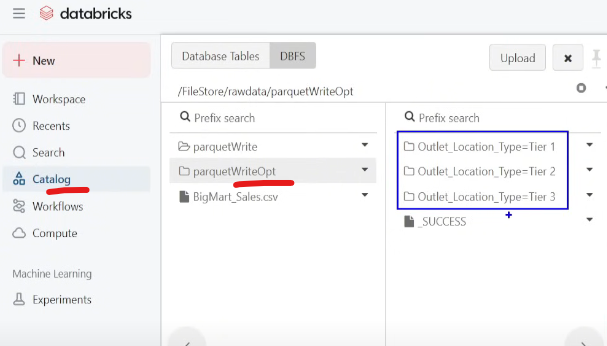 databricks
New
Workspace
Recents
Search
Catalog
Workflows
Compute
Machine Learning
Experiments
Database Tables DBFS
Upload
/FileStore/rawdata/parquetWriteOpt
Prefix search
parquetWrite
parquetWriteOpt
BigMart_Sales.csv
Prefix search
Outlet_Location_Type=Tier 1
Outlet_Location_Type=Tier 2
Outlet_Location_Type=Tier 3
_SUCCESS